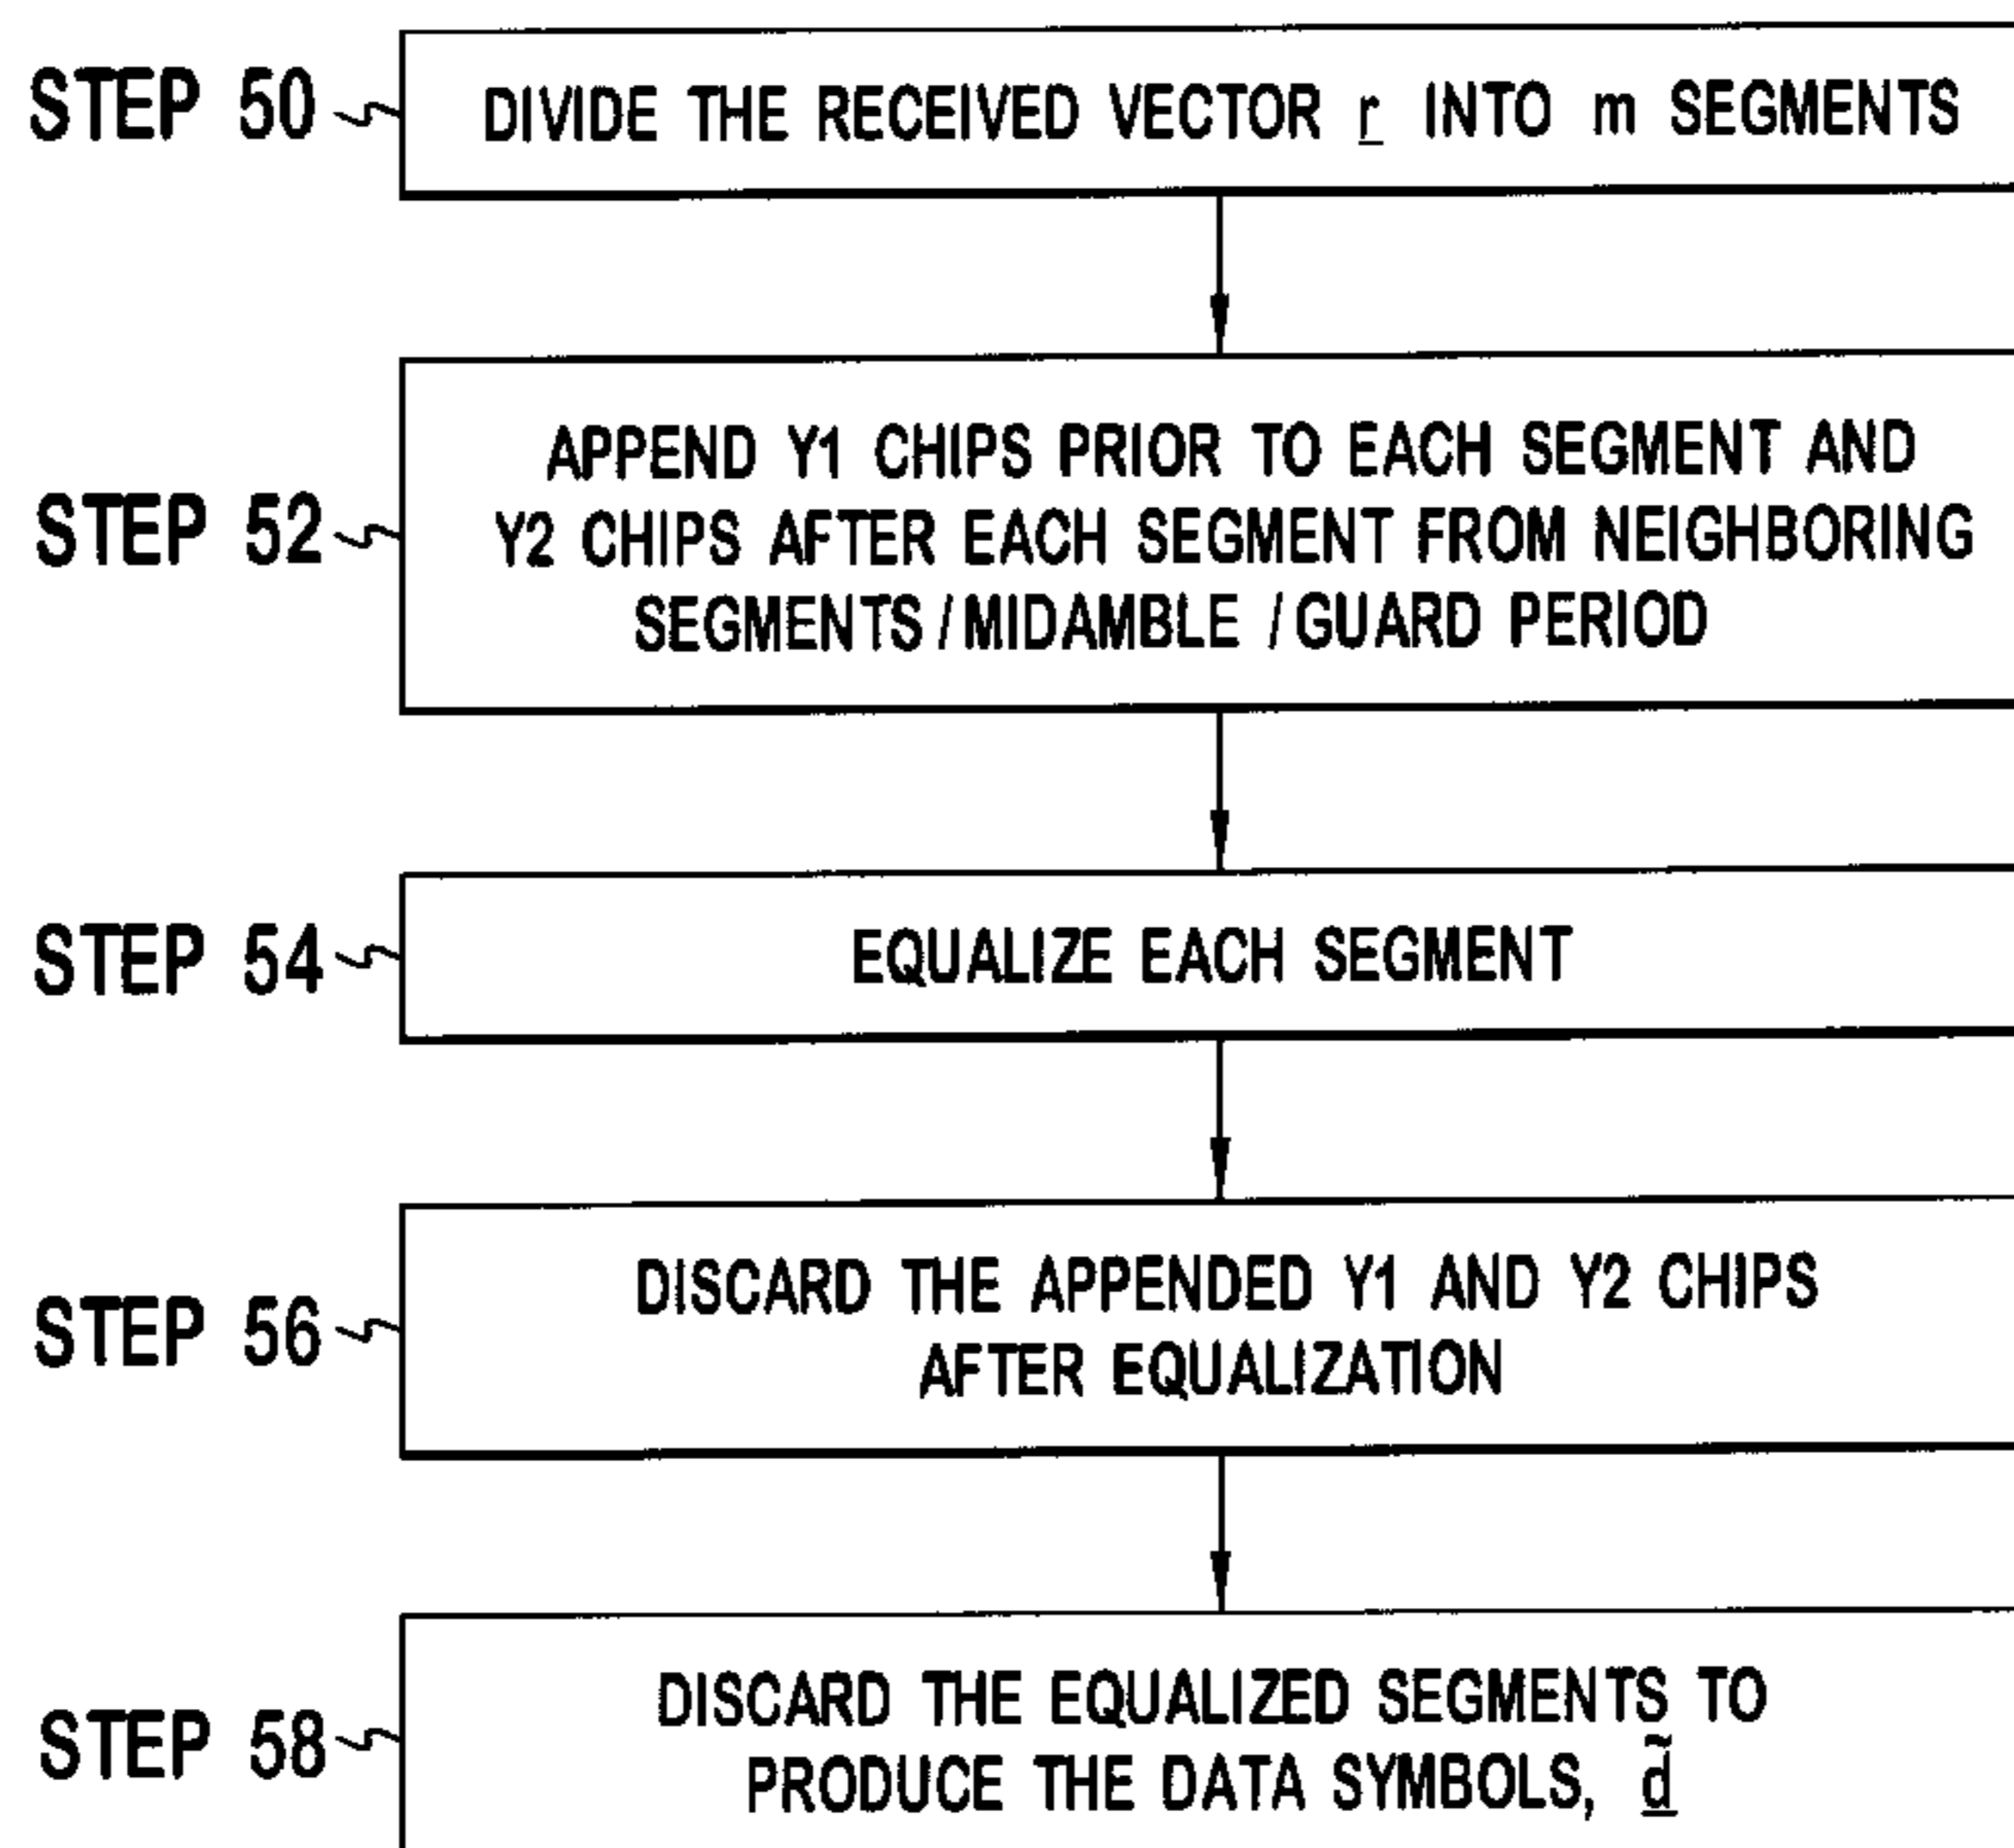 STEP 50
DIVIDE THE RECEIVED VECTOR r INTO m SEGMENTS
STEP 52
APPEND Y1 CHIPS PRIOR TO EACH SEGMENT AND
Y2 CHIPS AFTER EACH SEGMENT FROM NEIGHBORING
SEGMENTS / MIDAMBLE / GUARD PERIOD
STEP 54
EQUALIZE EACH SEGMENT
STEP 56
DISCARD THE APPENDED Y1 AND Y2 CHIPS
AFTER EQUALIZATION
STEP 58
DISCARD THE EQUALIZED SEGMENTS TO
PRODUCE THE DATA SYMBOLS, d̲̃